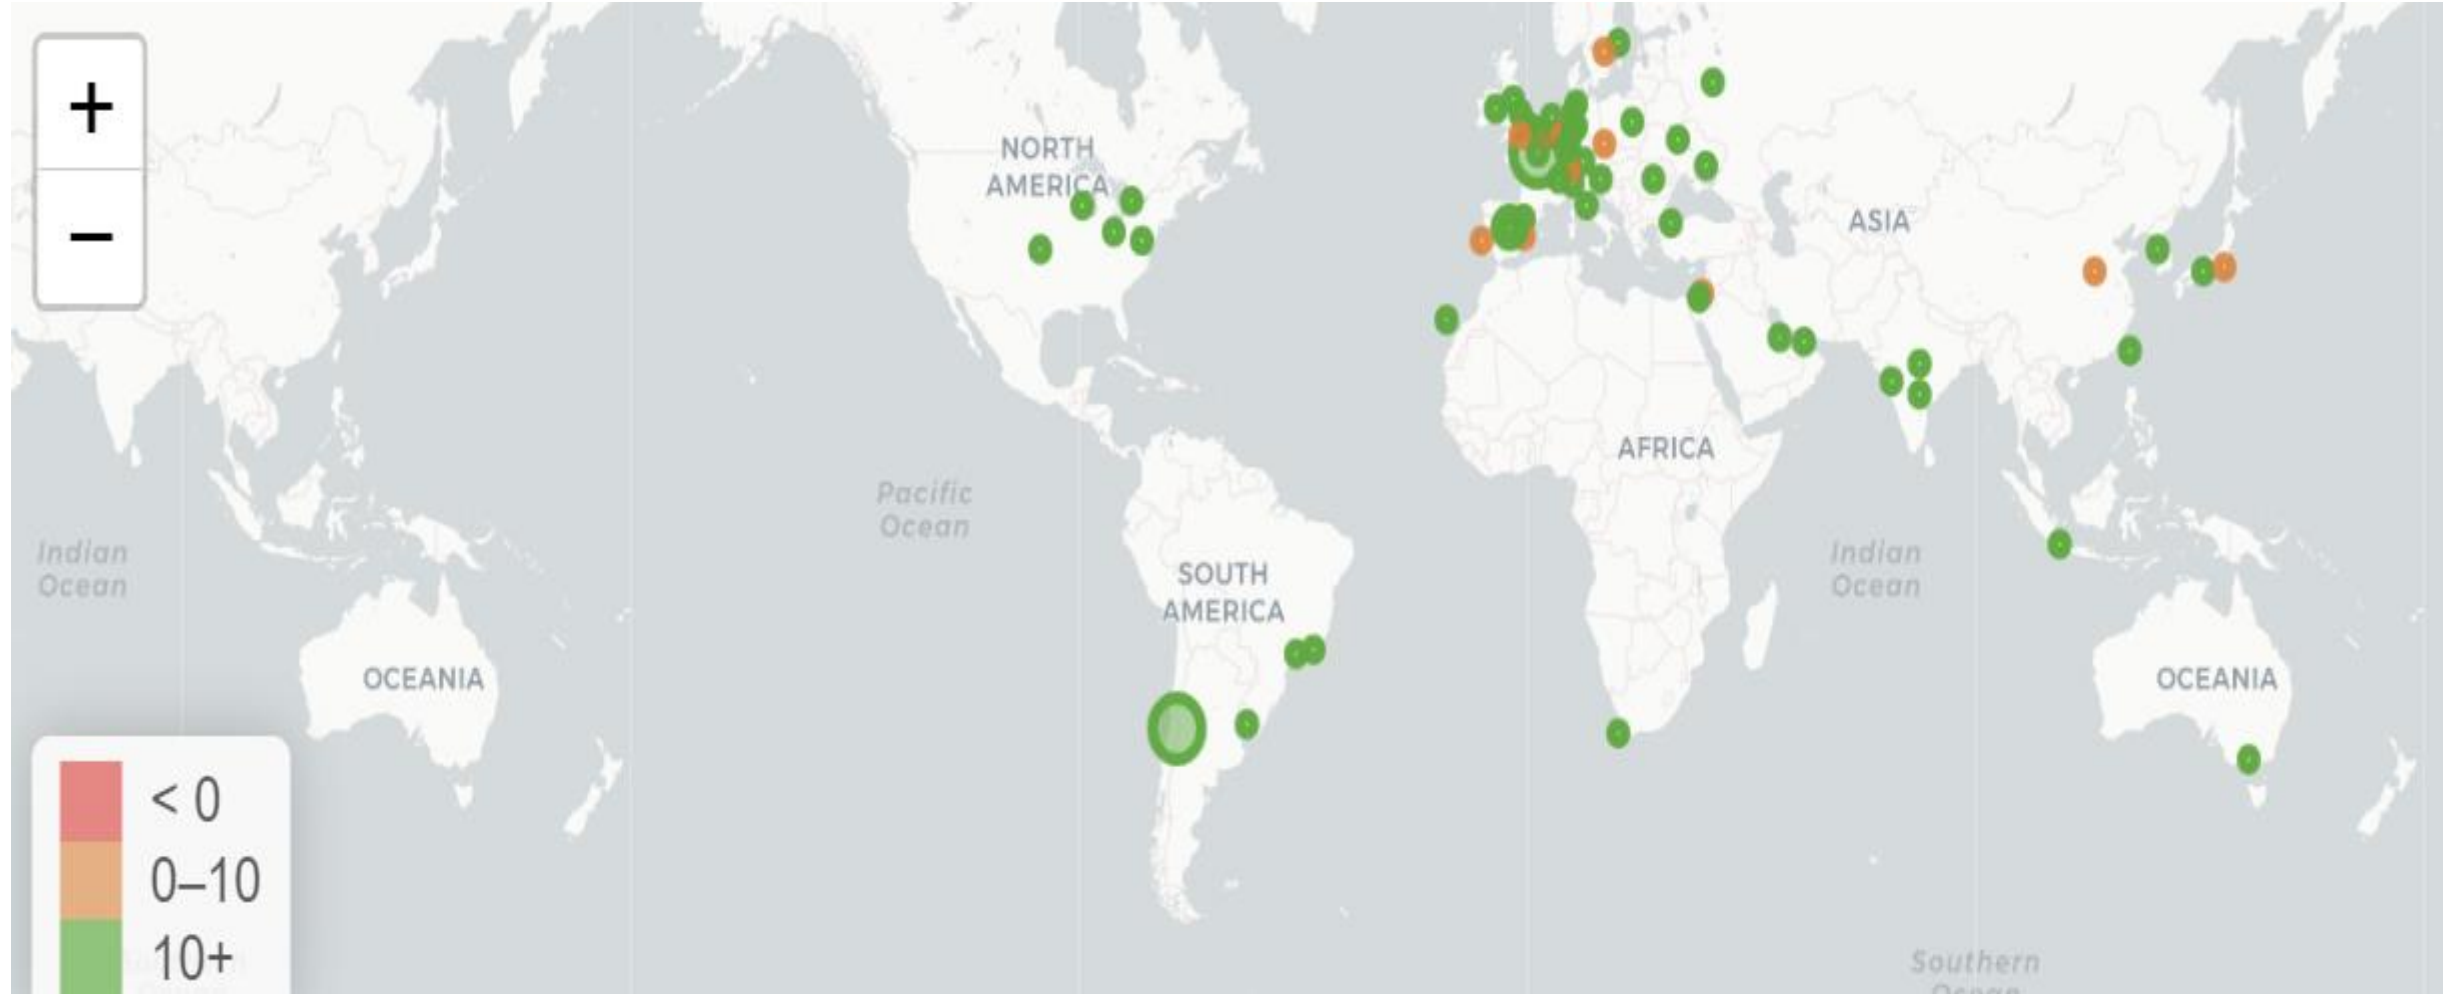 +
−
NORTH
AMERICA
ASIA
AFRICA
Pacific
Ocean
Indian
Ocean
Indian
Ocean
SOUTH
AMERICA
OCEANIA
OCEANIA
< 0
0–10
10+
Southern
Ocean